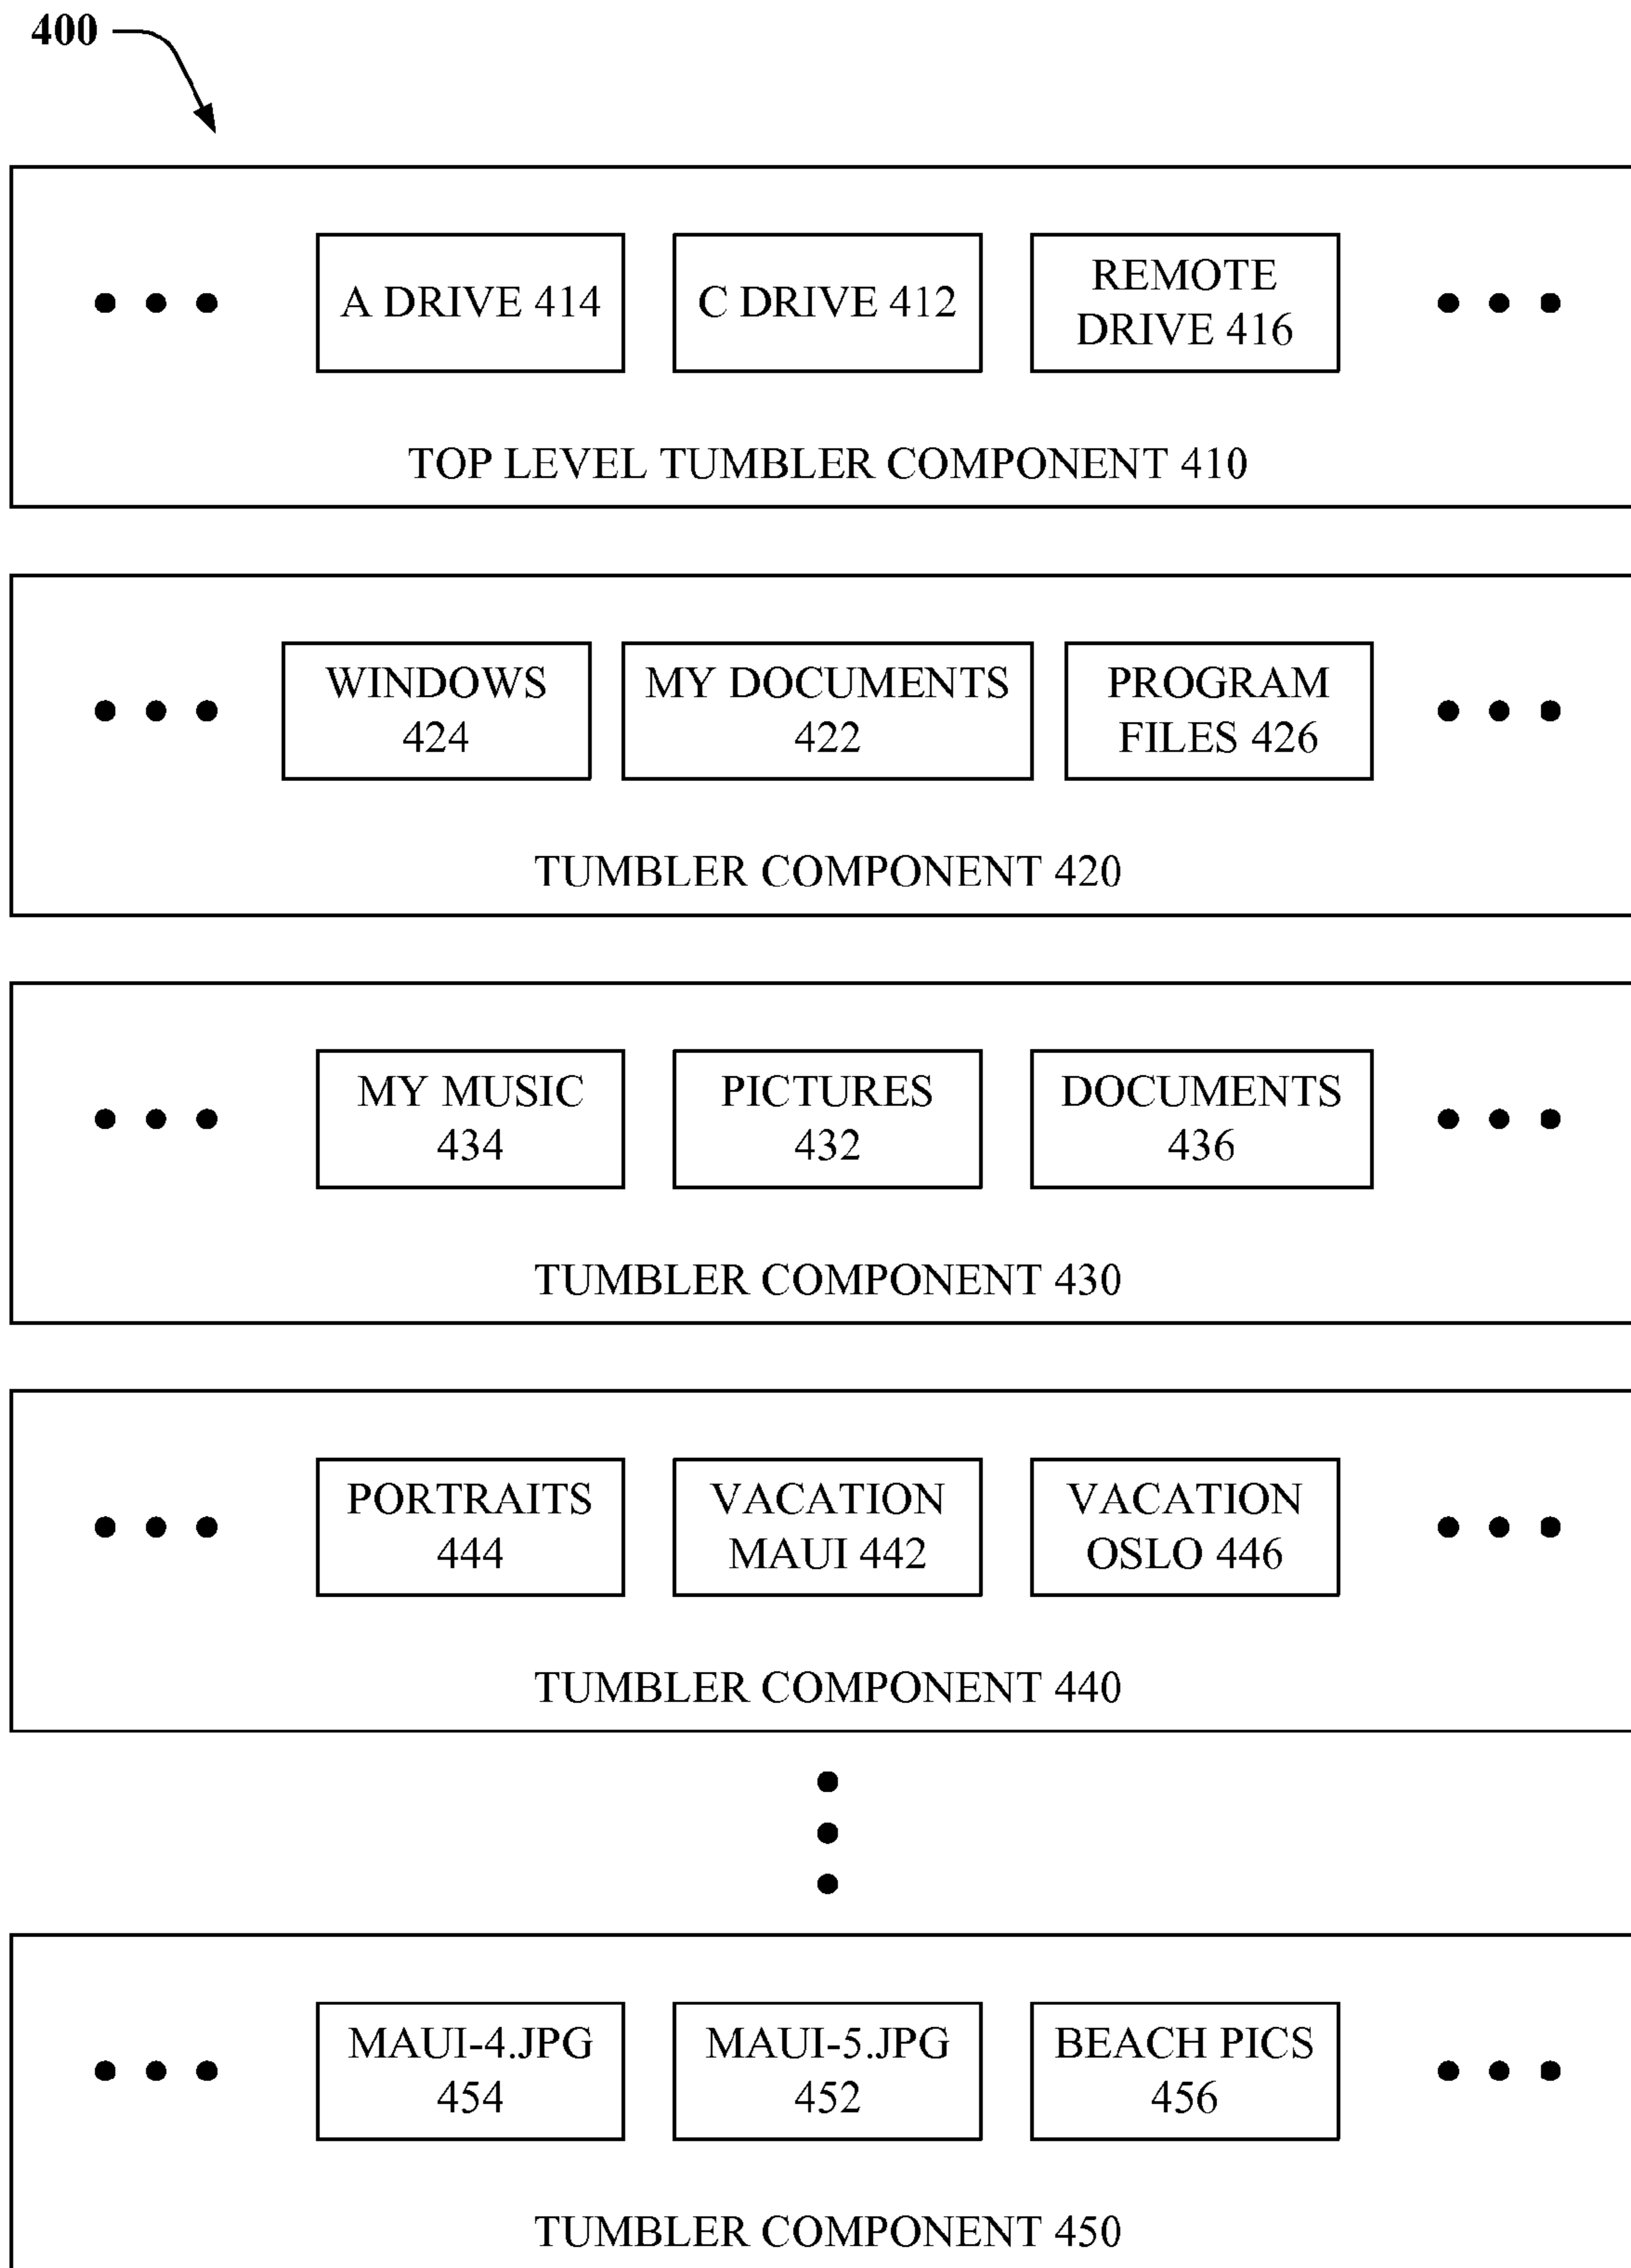 400
A DRIVE 414
C DRIVE 412
REMOTE
DRIVE 416
TOP LEVEL TUMBLER COMPONENT 410
WINDOWS
424
MY DOCUMENTS
422
PROGRAM
FILES 426
TUMBLER COMPONENT 420
MY MUSIC
434
PICTURES
432
DOCUMENTS
436
TUMBLER COMPONENT 430
PORTRAITS
444
VACATION
MAUI 442
VACATION
OSLO 446
TUMBLER COMPONENT 440
MAUI-4.JPG
454
MAUI-5.JPG
452
BEACH PICS
456
TUMBLER COMPONENT 450